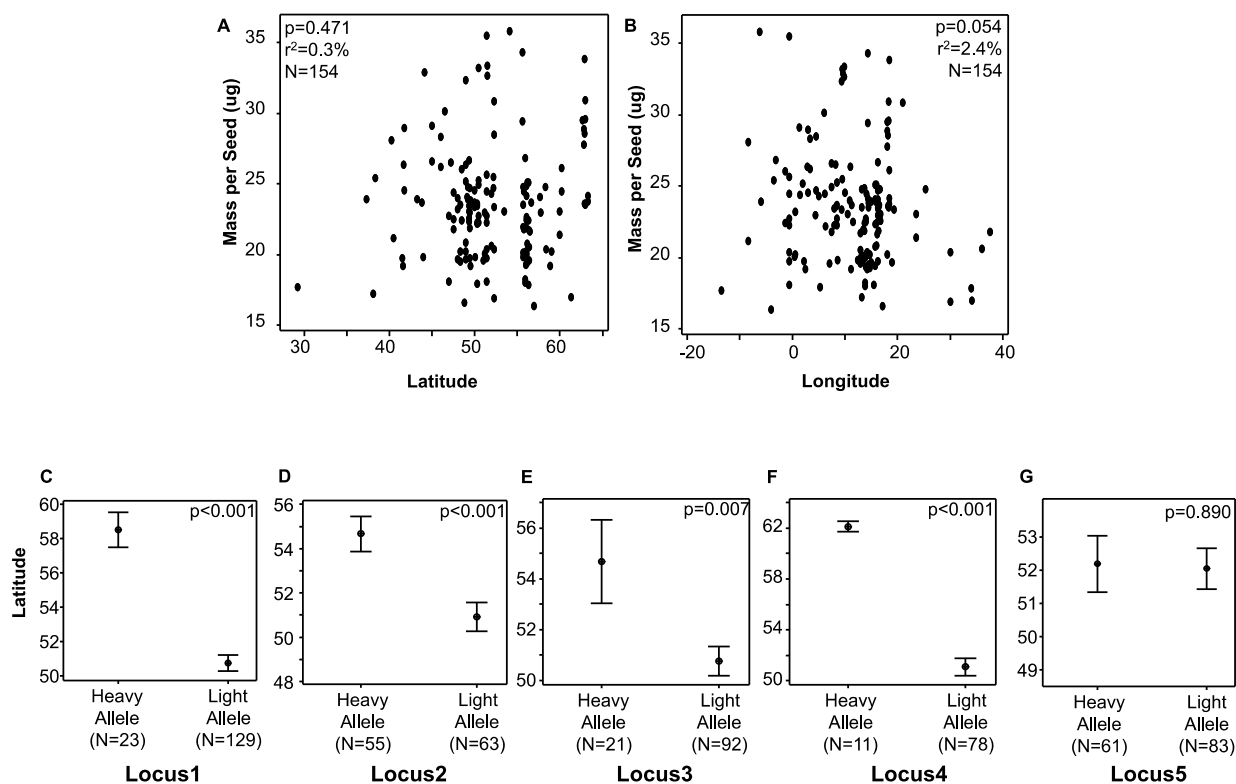 A
p=0.471
r²=0.3%
N=154
Mass per Seed (ug)
35
30
25
20
15
30
40
50
60
Latitude
B
p=0.054
r²=2.4%
N=154
Mass per Seed (ug)
35
30
25
20
15
-20
0
20
40
Longitude
C
p<0.001
Latitude
60
58
56
54
52
50
Heavy Allele (N=23)
Light Allele (N=129)
Locus1
D
p<0.001
56
54
52
50
48
Heavy Allele (N=55)
Light Allele (N=63)
Locus2
E
p=0.007
56
54
52
50
Heavy Allele (N=21)
Light Allele (N=92)
Locus3
F
p<0.001
62
60
58
56
54
52
50
Heavy Allele (N=11)
Light Allele (N=78)
Locus4
G
p=0.890
53
52
51
50
49
Heavy Allele (N=61)
Light Allele (N=83)
Locus5